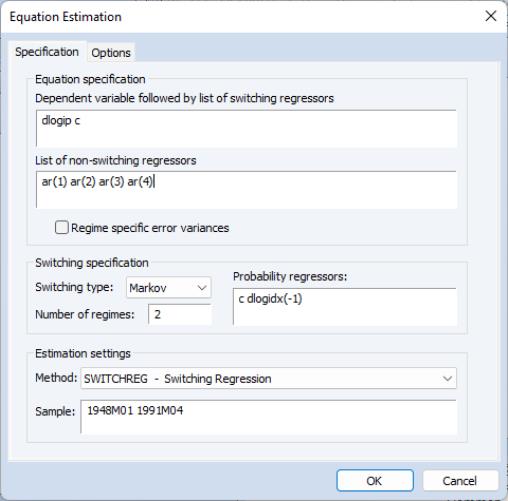 Equation Estimation
Specification
Options
Equation specification
Dependent variable followed by list of switching regressors
dlogip c
List of non-switching regressors
ar(1) ar(2) ar(3) ar(4)
Regime specific error variances
Switching specification
Switching type: Markov
Number of regimes: 2
Probability regressors:
c dlogidx(-1)
Estimation settings
Method: SWITCHREG - Switching Regression
Sample: 1948M01 1991M04
OK
Cancel